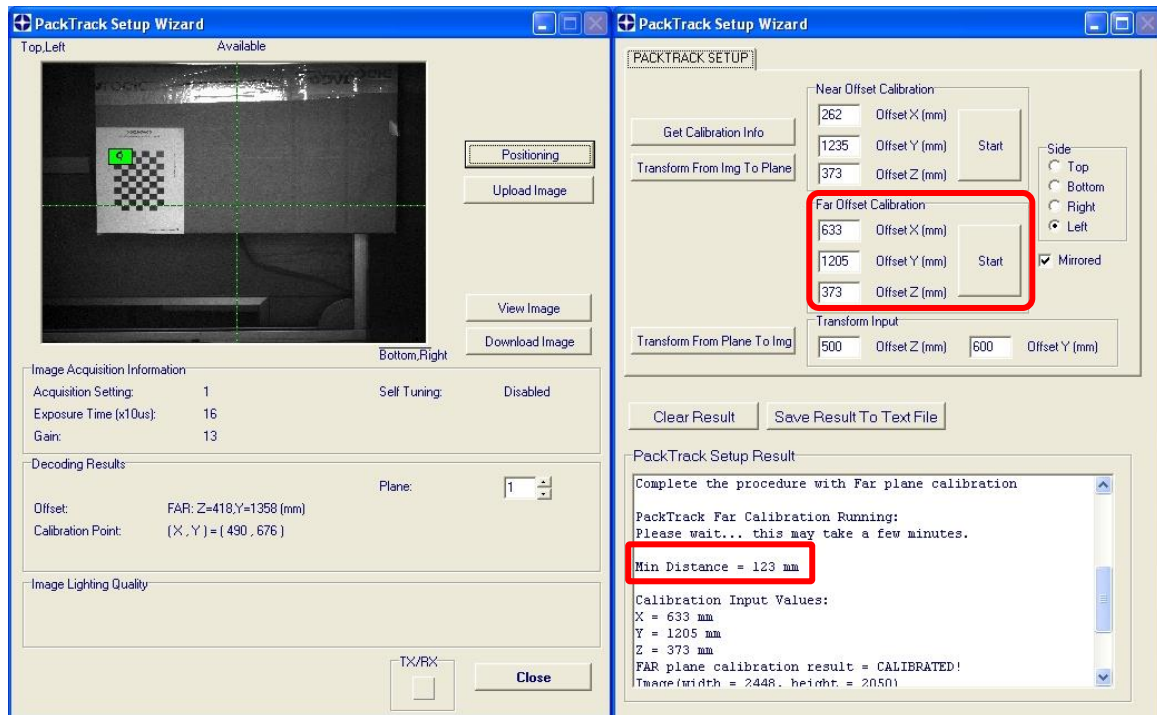 PackTrack Setup Wizard
Top,Left
Available
Positioning
Upload Image
View Image
Download Image
Bottom,Right
Image Acquisition Information
Acquisition Setting: 1
Self Tuning: Disabled
Exposure Time (x10us): 16
Gain: 13
Decoding Results
Plane: 1
Offset: FAR: Z=418,Y=1358 (mm)
Calibration Point: (X , Y ) = ( 490 , 676 )
Image Lighting Quality
TX/RX
Close
PackTrack Setup Wizard
PACKTRACK SETUP
Get Calibration Info
Transform From Img To Plane
Near Offset Calibration
262 Offset X (mm)
1235 Offset Y (mm)
373 Offset Z (mm)
Start
Far Offset Calibration
633 Offset X (mm)
1205 Offset Y (mm)
373 Offset Z (mm)
Start
Side
Top
Bottom
Right
Left
Mirrored
Transform From Plane To Img
Transform Input
500 Offset Z (mm) 600 Offset Y (mm)
Clear Result
Save Result To Text File
PackTrack Setup Result
Complete the procedure with Far plane calibration
PackTrack Far Calibration Running:
Please wait... this may take a few minutes.
Min Distance = 123 mm
Calibration Input Values:
X = 633 mm
Y = 1205 mm
Z = 373 mm
FAR plane calibration result = CALIBRATED!
Image(width = 2448, height = 2050)